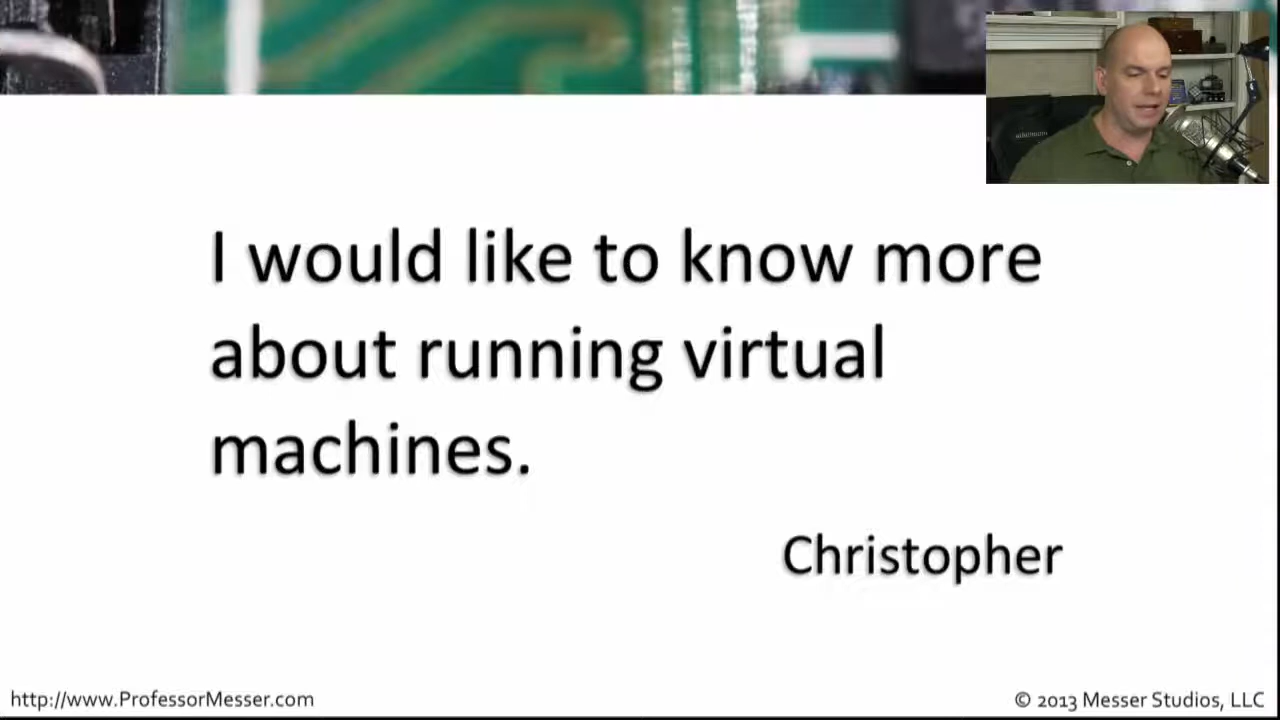 I would like to know more
about running virtual
machines.
Christopher
http://www.ProfessorMesser.com
© 2013 Messer Studios, LLC